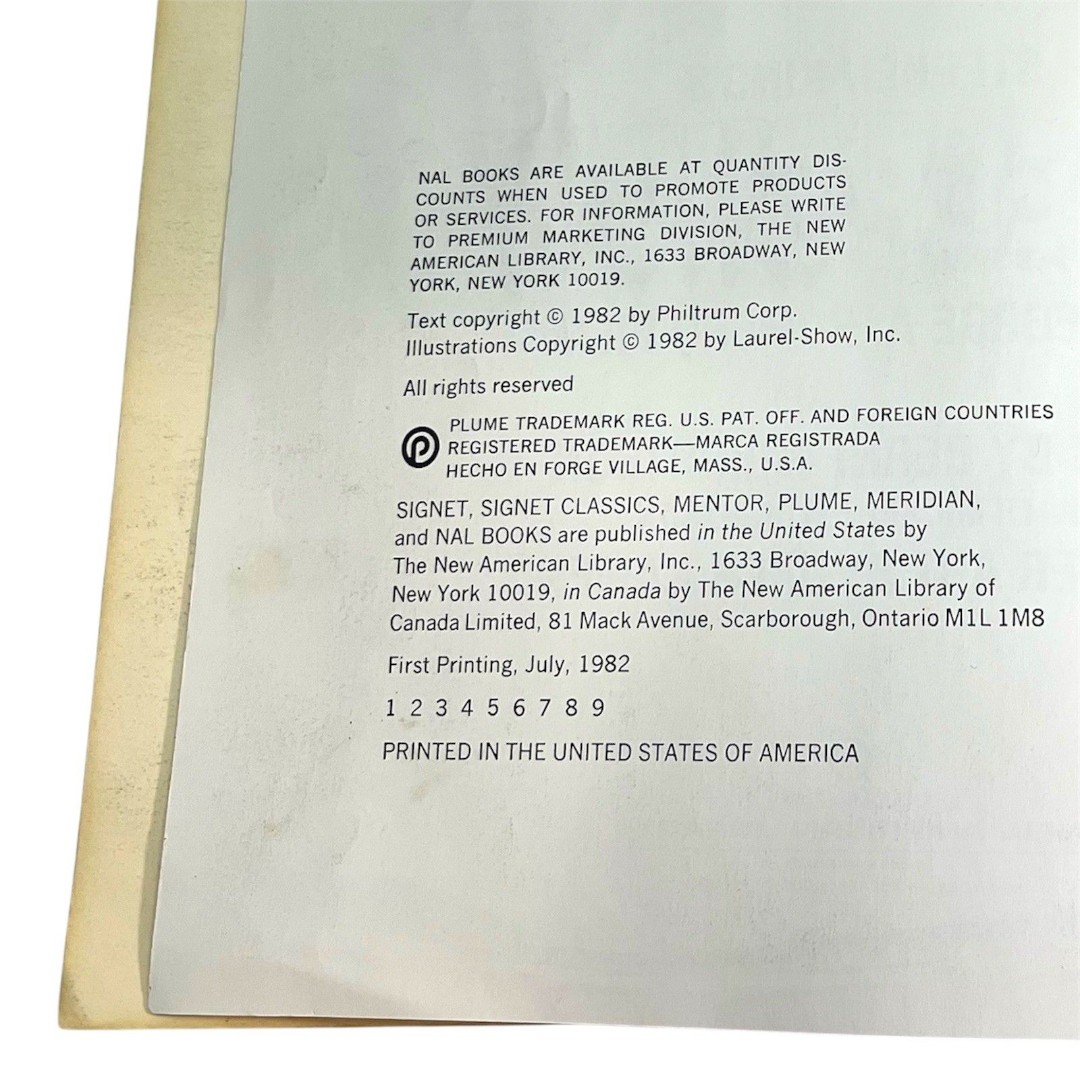 NAL BOOKS ARE AVAILABLE AT QUANTITY DIS-
COUNTS WHEN USED TO PROMOTE PRODUCTS
OR SERVICES. FOR INFORMATION, PLEASE WRITE
TO PREMIUM MARKETING DIVISION, THE NEW
AMERICAN LIBRARY, INC., 1633 BROADWAY, NEW
YORK, NEW YORK 10019.
Text copyright © 1982 by Philtrum Corp.
Illustrations Copyright © 1982 by Laurel-Show, Inc.
All rights reserved
PLUME TRADEMARK REG. U.S. PAT. OFF. AND FOREIGN COUNTRIES
REGISTERED TRADEMARK—MARCA REGISTRADA
HECHO EN FORGE VILLAGE, MASS., U.S.A.
SIGNET, SIGNET CLASSICS, MENTOR, PLUME, MERIDIAN,
and NAL BOOKS are published in the United States by
The New American Library, Inc., 1633 Broadway, New York,
New York 10019, in Canada by The New American Library of
Canada Limited, 81 Mack Avenue, Scarborough, Ontario M1L 1M8
First Printing, July, 1982
1 2 3 4 5 6 7 8 9
PRINTED IN THE UNITED STATES OF AMERICA